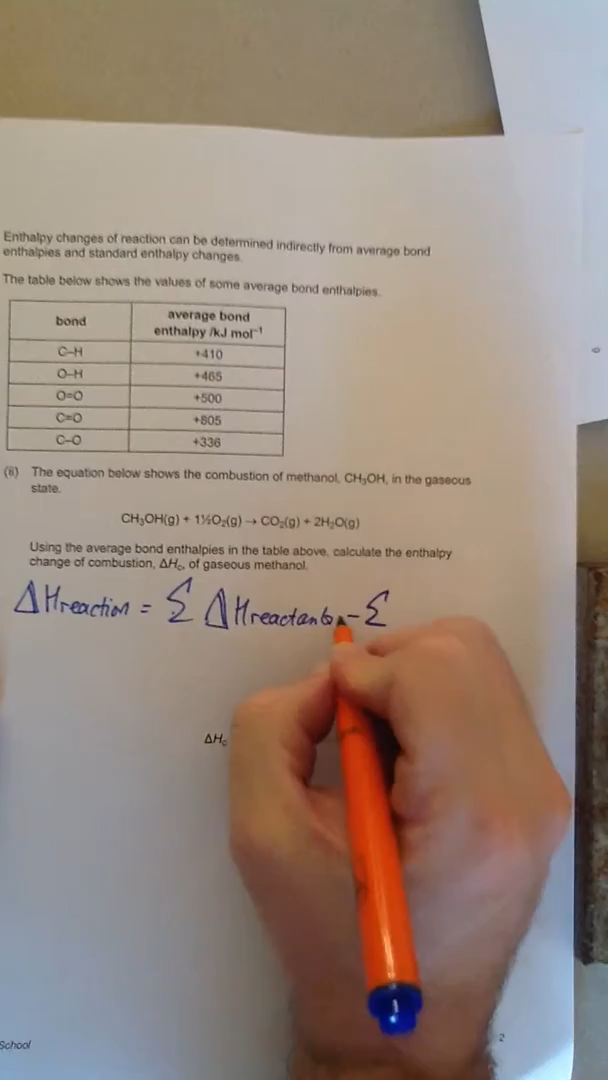 Enthalpy changes of reaction can be determined indirectly from average bond
enthalpies and standard enthalpy changes.
The table below shows the values of some average bond enthalpies.
bond average bond enthalpy /kJ mol⁻¹
C–H +410
O–H +465
O=O +500
C=O +805
C–O +336
(ii) The equation below shows the combustion of methanol, CH₃OH, in the gaseous
state.
CH₃OH(g) + 1½O₂(g) → CO₂(g) + 2H₂O(g)
Using the average bond enthalpies in the table above, calculate the enthalpy
change of combustion, ΔHc, of gaseous methanol.
ΔHreaction = Σ ΔHreactants - Σ
ΔHc
School
2